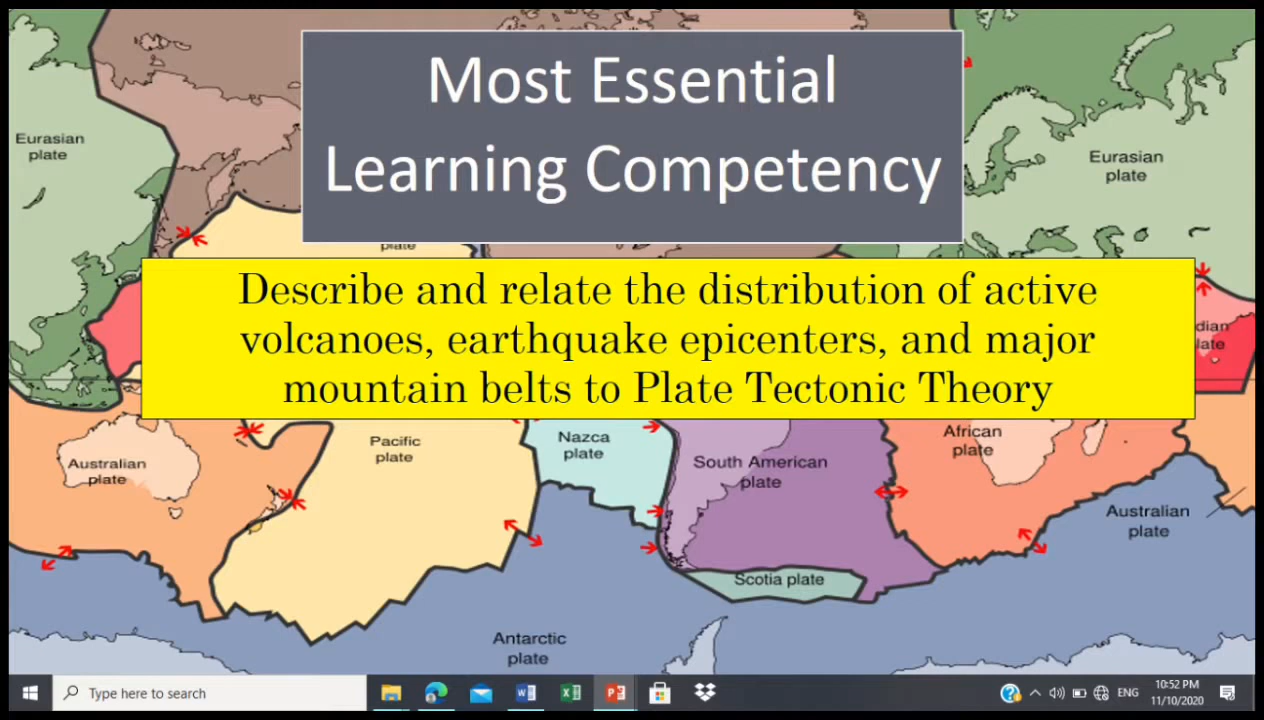 Most Essential
Learning Competency
Eurasian
plate
Eurasian
plate
plate
Describe and relate the distribution of active
volcanoes, earthquake epicenters, and major
mountain belts to Plate Tectonic Theory
dian
late
Australian
plate
Pacific
plate
Nazca
plate
South American
plate
African
plate
Australian
plate
Scotia plate
Antarctic
plate
Type here to search
ENG
10:52 PM
11/10/2020